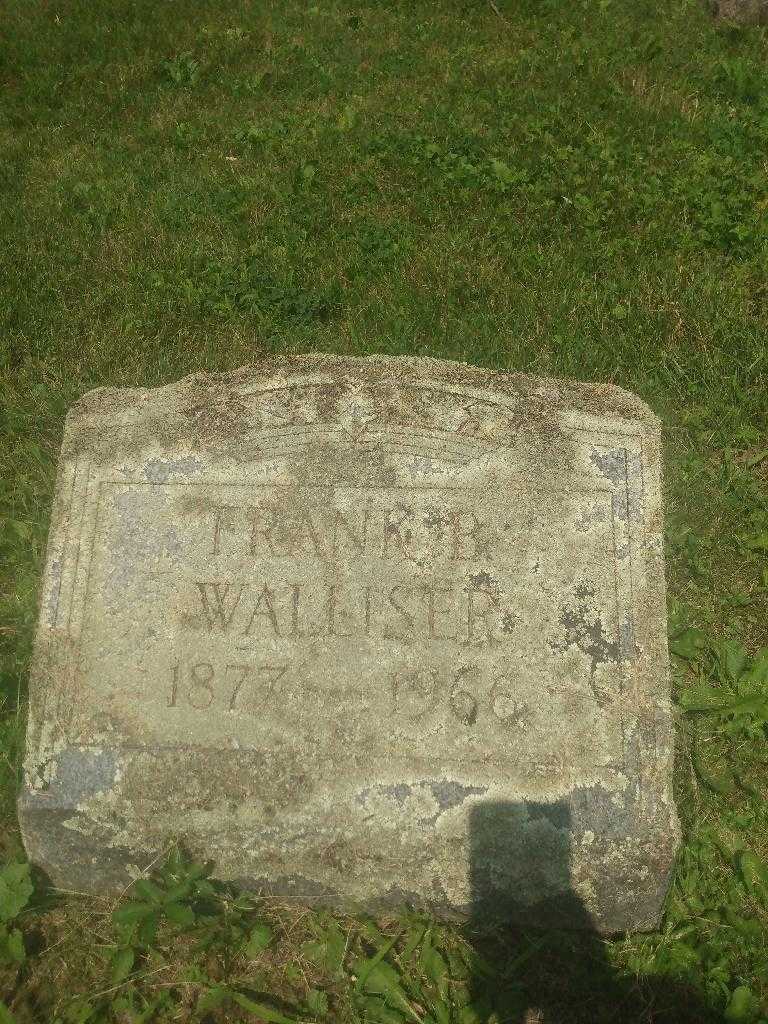 FRANK B.
WALLISER
1877 — 1966